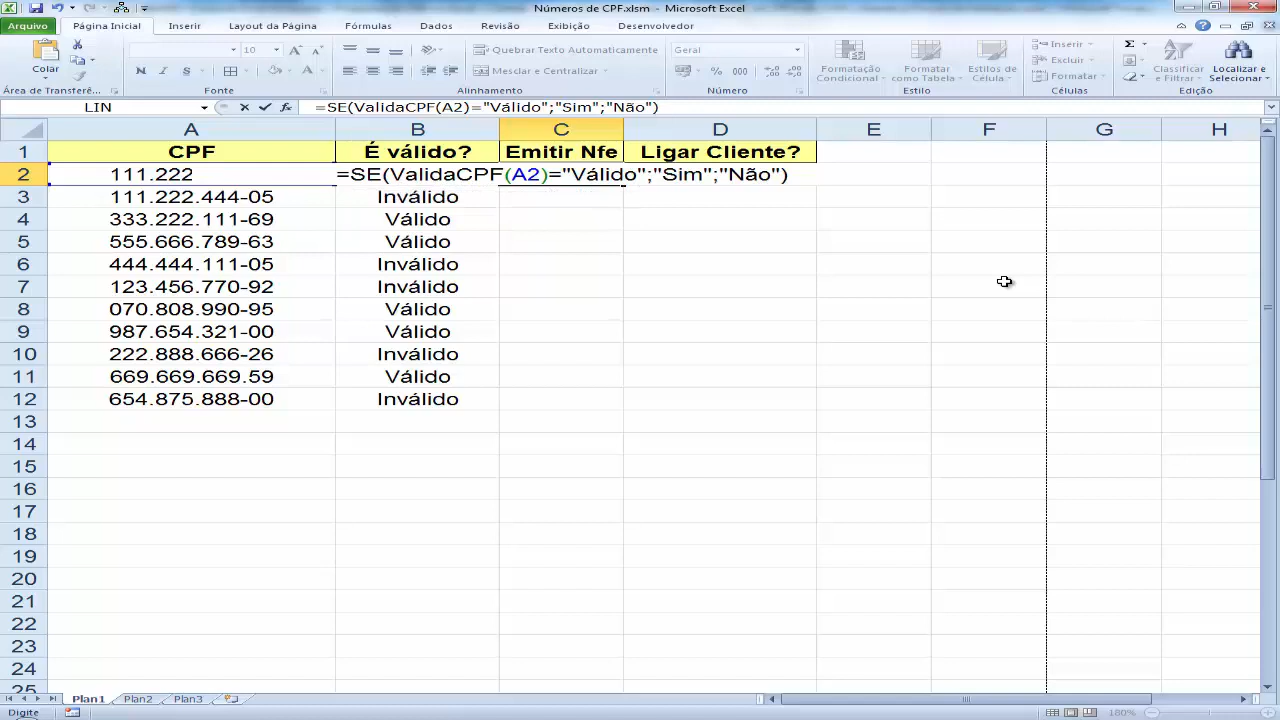 Números de CPF.xlsm - Microsoft Excel
Arquivo Página Inicial Inserir Layout da Página Fórmulas Dados Revisão Exibição Desenvolvedor
Colar 10 Quebrar Texto Automaticamente Geral Formatação Condicional Formatar como Tabela Estilos de Célula Inserir Excluir Formatar Classificar e Filtrar Localizar e Selecionar
N I S Mesclar e Centralizar % 000
Área de Transferê... Fonte Alinhamento Número Estilo Células Edição
LIN fx =SE(ValidaCPF(A2)="Válido";"Sim";"Não")
A B C D E F G H
1 CPF É válido? Emitir Nfe Ligar Cliente?
2 111.222 =SE(ValidaCPF(A2)="Válido";"Sim";"Não")
3 111.222.444-05 Inválido
4 333.222.111-69 Válido
5 555.666.789-63 Válido
6 444.444.111-05 Inválido
7 123.456.770-92 Inválido
8 070.808.990-95 Válido
9 987.654.321-00 Válido
10 222.888.666-26 Inválido
11 669.669.669.59 Válido
12 654.875.888-00 Inválido
13
14
15
16
17
18
19
20
21
22
23
24
25
Plan1 Plan2 Plan3
Digite 180%